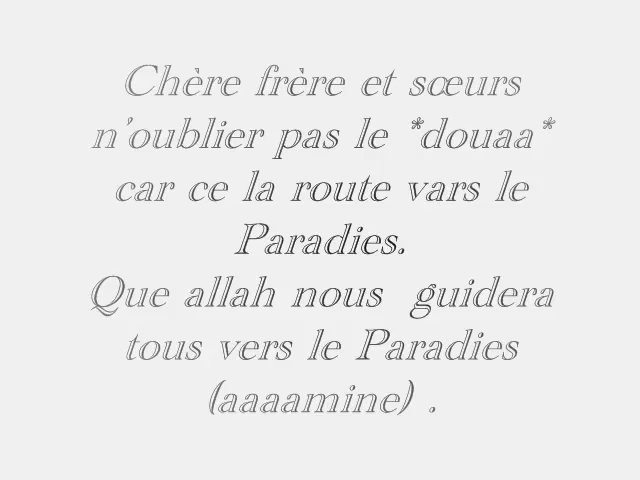 Chère frère et sœurs
n'oublier pas le *douaa*
car ce la route vars le
Paradies.
Que allah nous guidera
tous vers le Paradies
(aaaamine) .